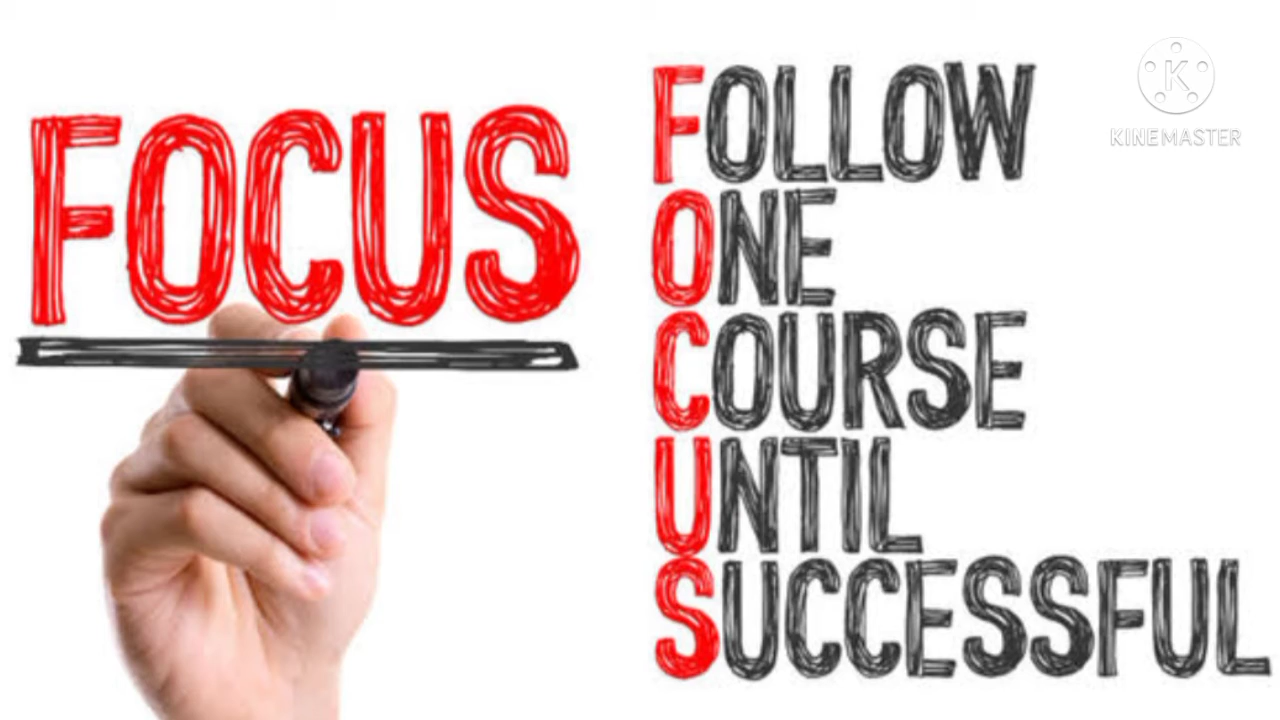 FOCUS
FOLLOW
ONE
COURSE
UNTIL
SUCCESSFUL
K
KINEMASTER